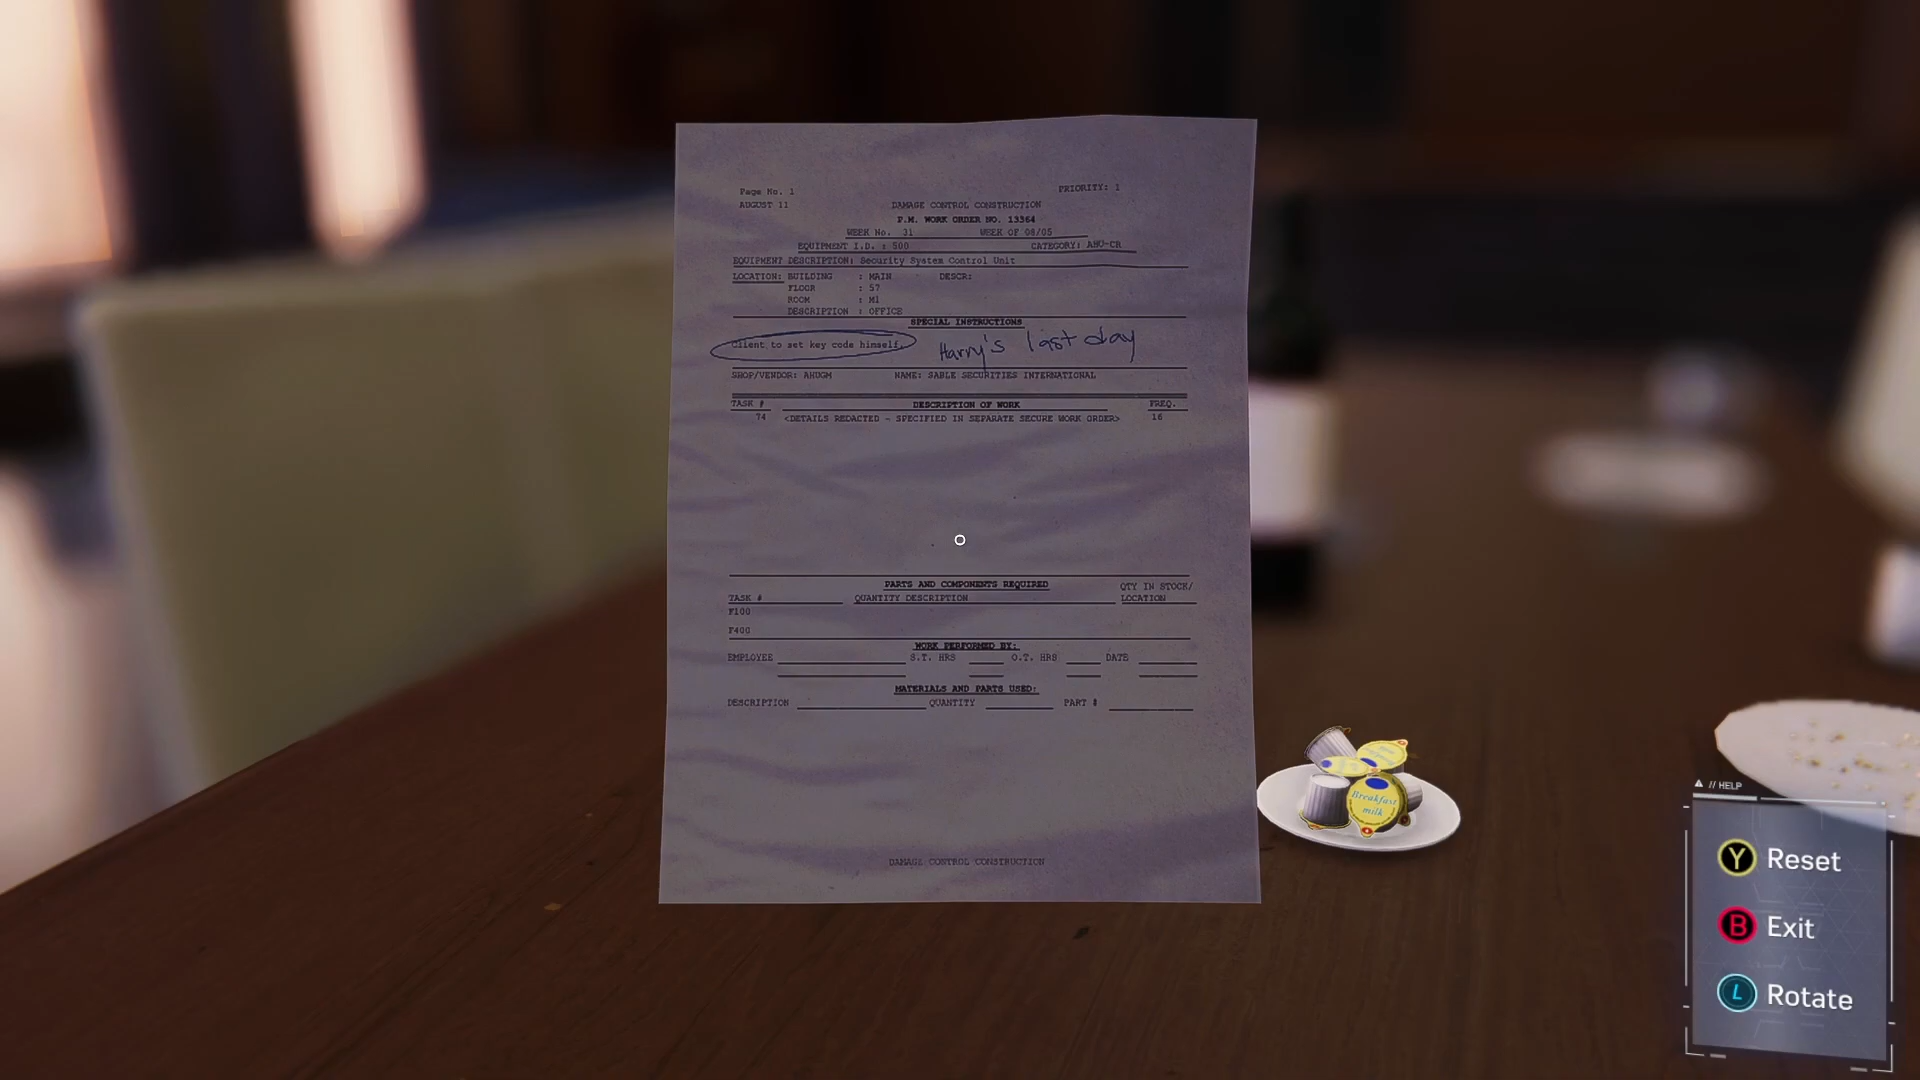 Page No. 1 PRIORITY: 1
AUGUST 11 DAMAGE CONTROL CONSTRUCTION
P.M. WORK ORDER NO. 13364
WEEK No. 31 WEEK OF 08/05
EQUIPMENT I.D. : 500 CATEGORY: AHU-CR
EQUIPMENT DESCRIPTION: Security System Control Unit
LOCATION: BUILDING : MAIN DESCR:
FLOOR : 57
ROOM : M1
DESCRIPTION : OFFICE
SPECIAL INSTRUCTIONS
Client to set key code himself. Harry's last day
SHOP/VENDOR: AHUGM NAME: SABLE SECURITIES INTERNATIONAL
TASK # DESCRIPTION OF WORK FREQ.
74 <DETAILS REDACTED - SPECIFIED IN SEPARATE SECURE WORK ORDER> 16
PARTS AND COMPONENTS REQUIRED QTY IN STOCK/
TASK # QUANTITY DESCRIPTION LOCATION
F100
F400
WORK PERFORMED BY:
EMPLOYEE S.T. HRS O.T. HRS DATE
MATERIALS AND PARTS USED:
DESCRIPTION QUANTITY PART #
DAMAGE CONTROL CONSTRUCTION
Breakfast
milk
// HELP
Y Reset
B Exit
L Rotate